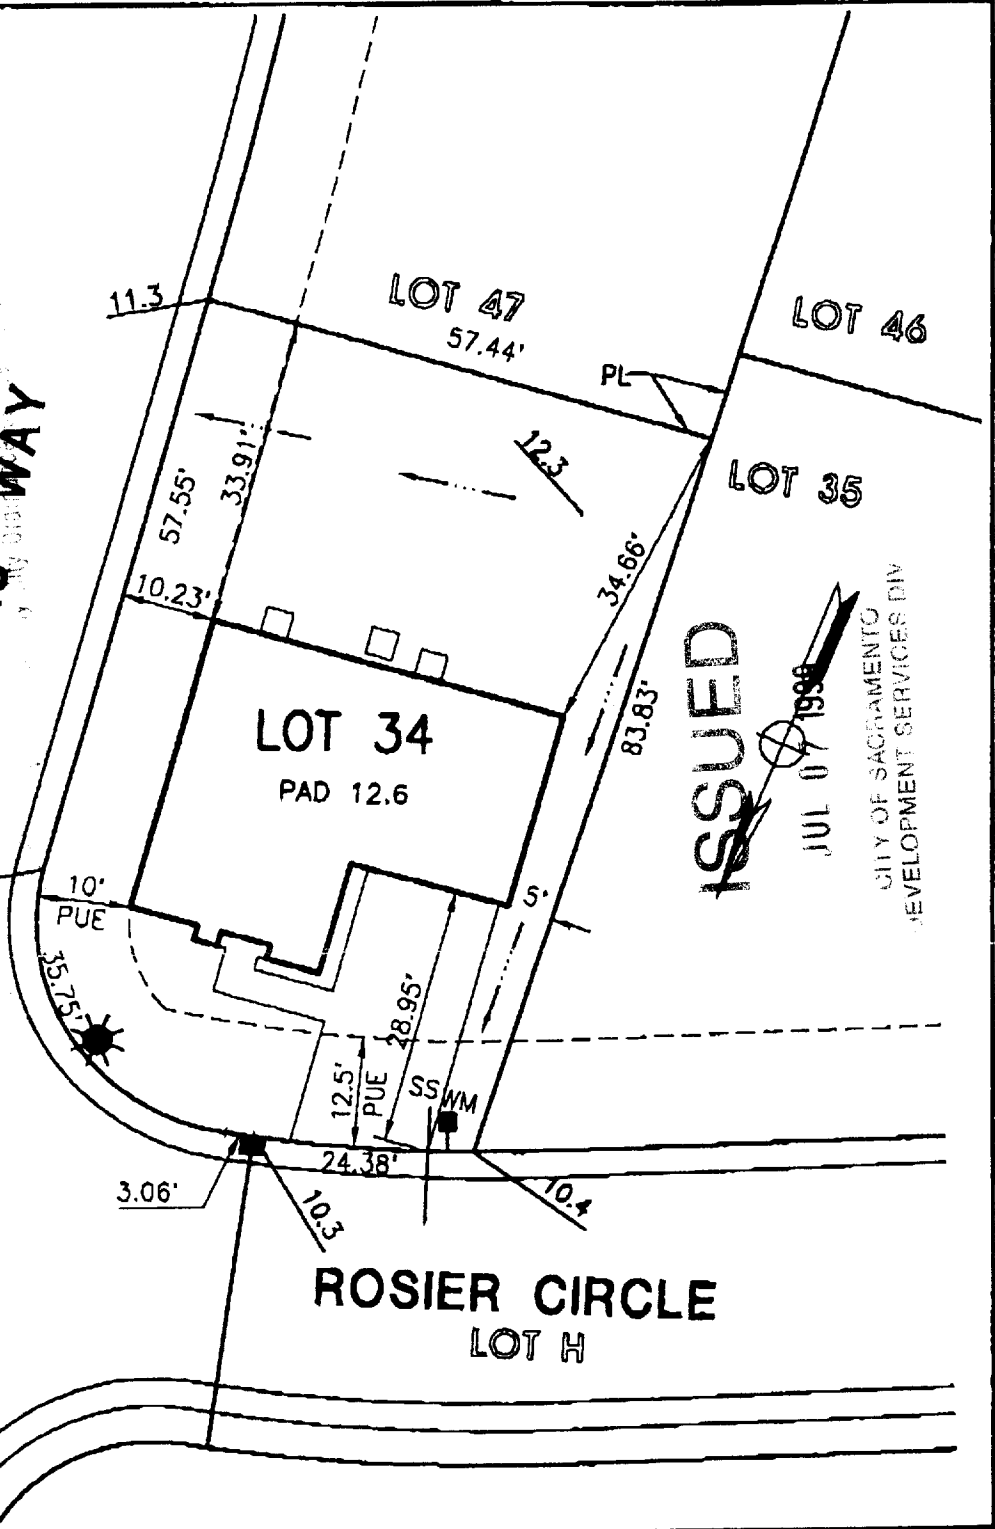 11.3
LOT 47
57.44'
LOT 46
PL
WAY
12.3
LOT 35
33.91'
57.55'
34.66'
10.23'
83.83'
LOT 34
PAD 12.6
ISSUED
JUL 07
CITY OF SACRAMENTO
DEVELOPMENT SERVICES DIV
10'
PUE
5'
35.75'
28.95'
12.5'
PUE
SS
WM
24.38'
3.06'
10.3
10.4
ROSIER CIRCLE
LOT H